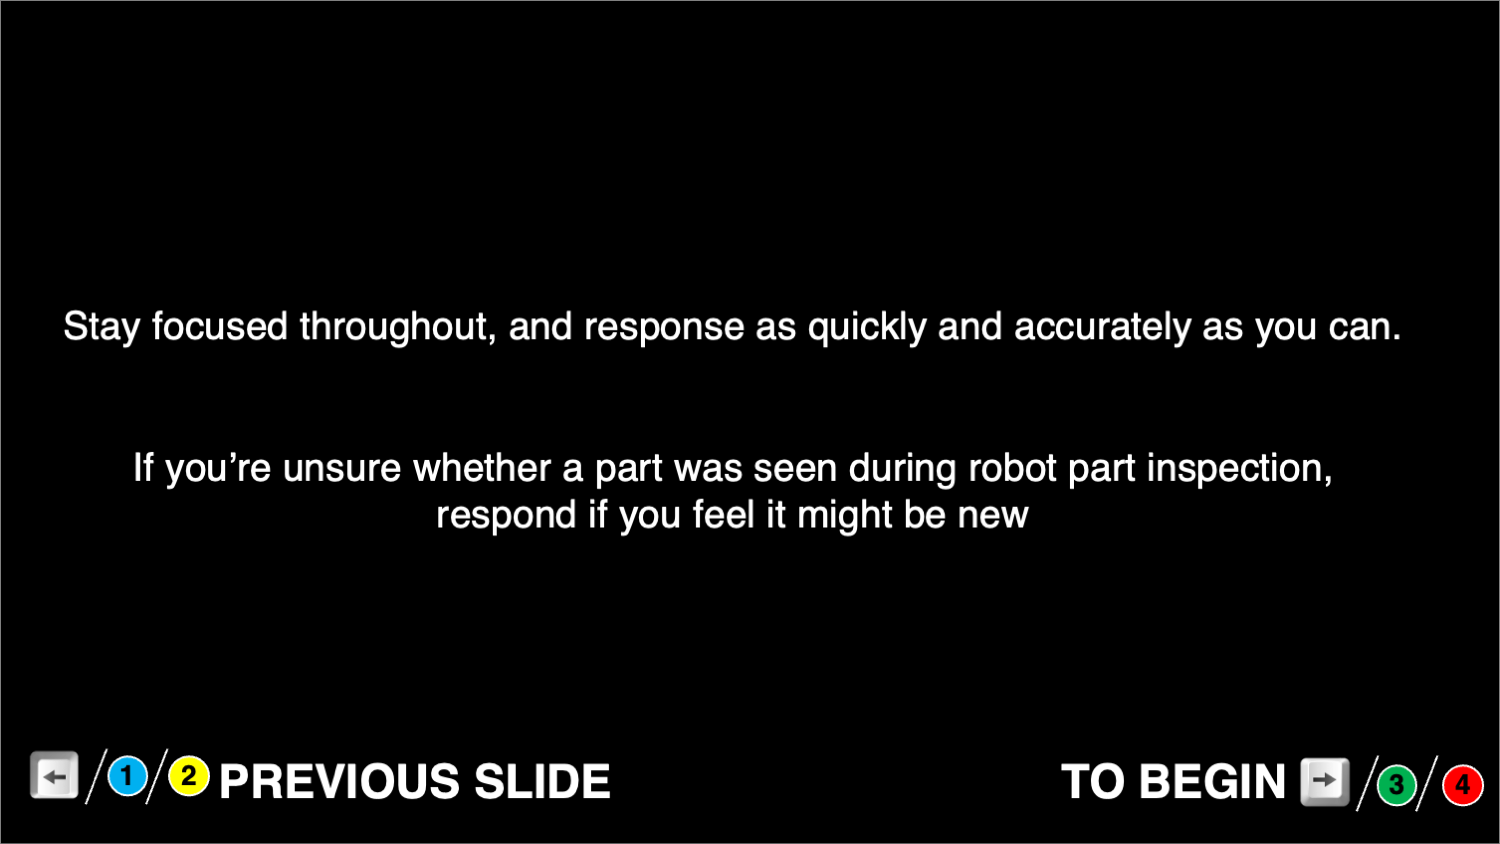 Stay focused throughout, and response as quickly and accurately as you can.
If you’re unsure whether a part was seen during robot part inspection,
respond if you feel it might be new
←/1/2 PREVIOUS SLIDE
TO BEGIN →/3/4